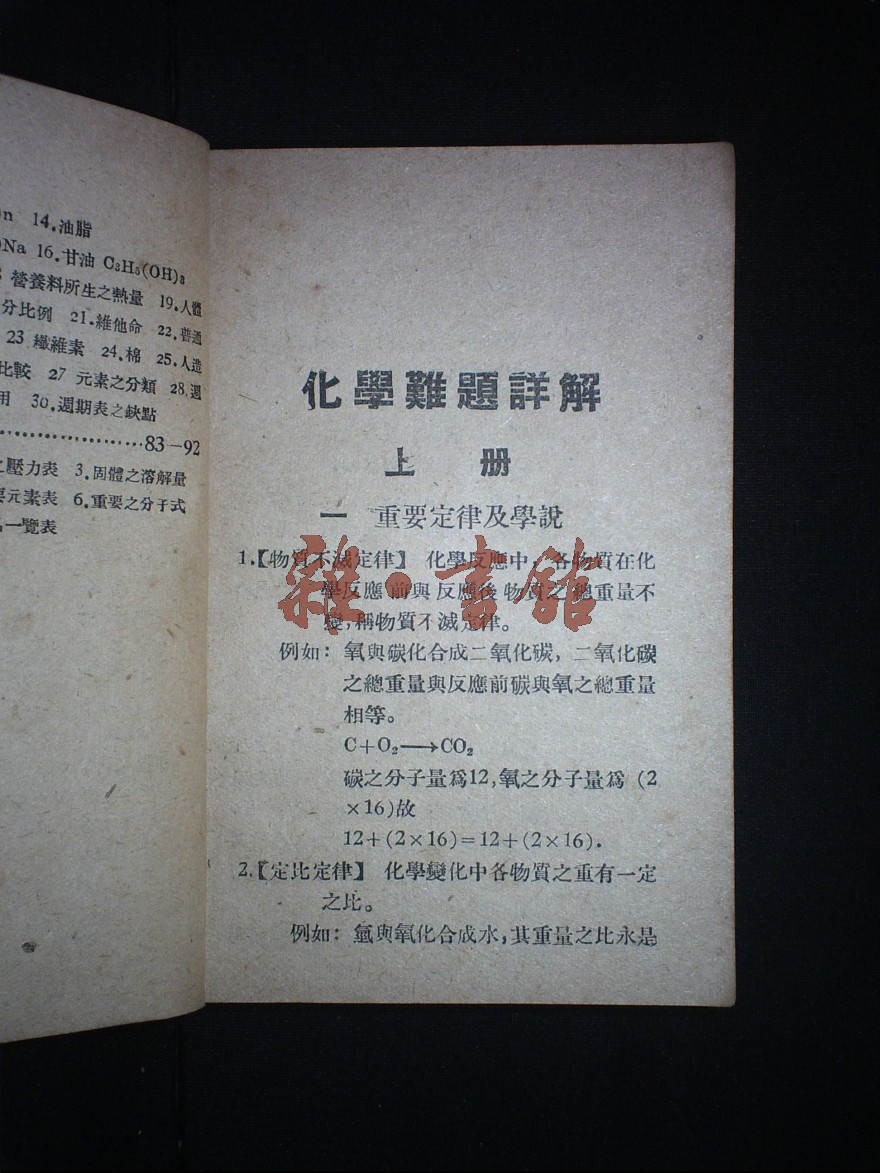 n 14.油脂
Na 16.甘油 C₃H₅(OH)₃
營養料所生之熱量 19.人體
分比例 21.維他命 22.普通
23 纖維素 24.棉 25.人造
比較 27 元素之分類 28.週
用 30.週期表之缺點
83—92
壓力表 3.固體之溶解量
元素表 6.重要之分子式
一覽表
化學難題詳解
上 册
一 重要定律及學說
1.【物質不滅定律】 化學反應中，各物質在化
學反應前與反應後物質之總重量不
變，稱物質不滅定律。
例如：氧與碳化合成二氧化碳，二氧化碳
之總重量與反應前碳與氧之總重量
相等。
C+O₂⟶CO₂
碳之分子量爲12，氧之分子量爲（2
×16)故
12+(2×16)=12+(2×16).
2.【定比定律】 化學變化中各物質之重有一定
之比。
例如：氫與氧化合成水，其重量之比永是
雜·書館